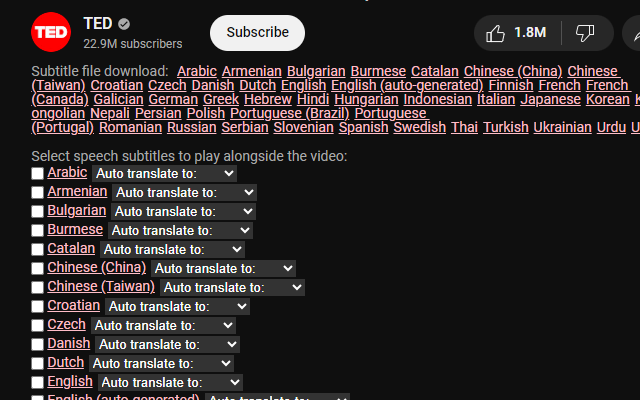 TED
TED
22.9M subscribers
Subscribe
1.8M
Subtitle file download: Arabic Armenian Bulgarian Burmese Catalan Chinese (China) Chinese
(Taiwan) Croatian Czech Danish Dutch English English (auto-generated) Finnish French French
(Canada) Galician German Greek Hebrew Hindi Hungarian Indonesian Italian Japanese Korean K
ongolian Nepali Persian Polish Portuguese (Brazil) Portuguese
(Portugal) Romanian Russian Serbian Slovenian Spanish Swedish Thai Turkish Ukrainian Urdu U
Select speech subtitles to play alongside the video:
Arabic Auto translate to:
Armenian Auto translate to:
Bulgarian Auto translate to:
Burmese Auto translate to:
Catalan Auto translate to:
Chinese (China) Auto translate to:
Chinese (Taiwan) Auto translate to:
Croatian Auto translate to:
Czech Auto translate to:
Danish Auto translate to:
Dutch Auto translate to:
English Auto translate to:
English (auto-generated) Auto translate to: